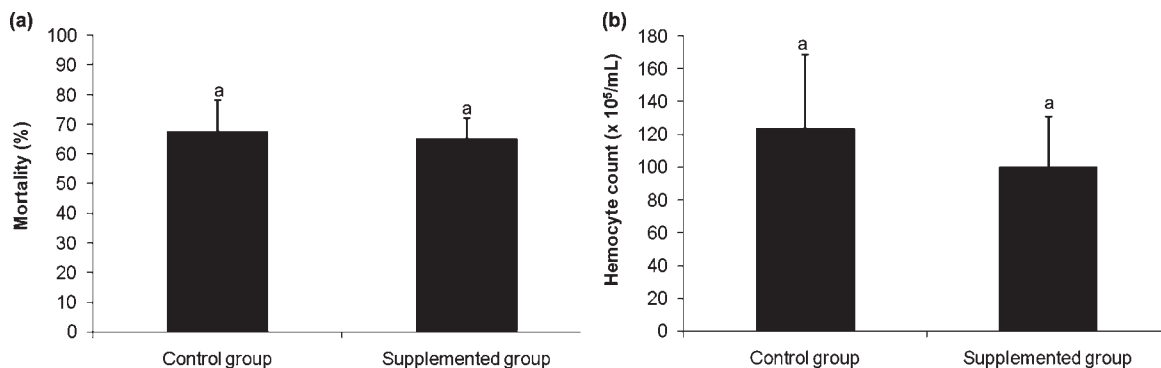 (a)
Mortality (%)
100
90
80
70
60
50
40
30
20
10
0
a
a
Control group
Supplemented group
(b)
Hemocyte count (x 10⁵/mL)
180
160
140
120
100
80
60
40
20
0
a
a
Control group
Supplemented group